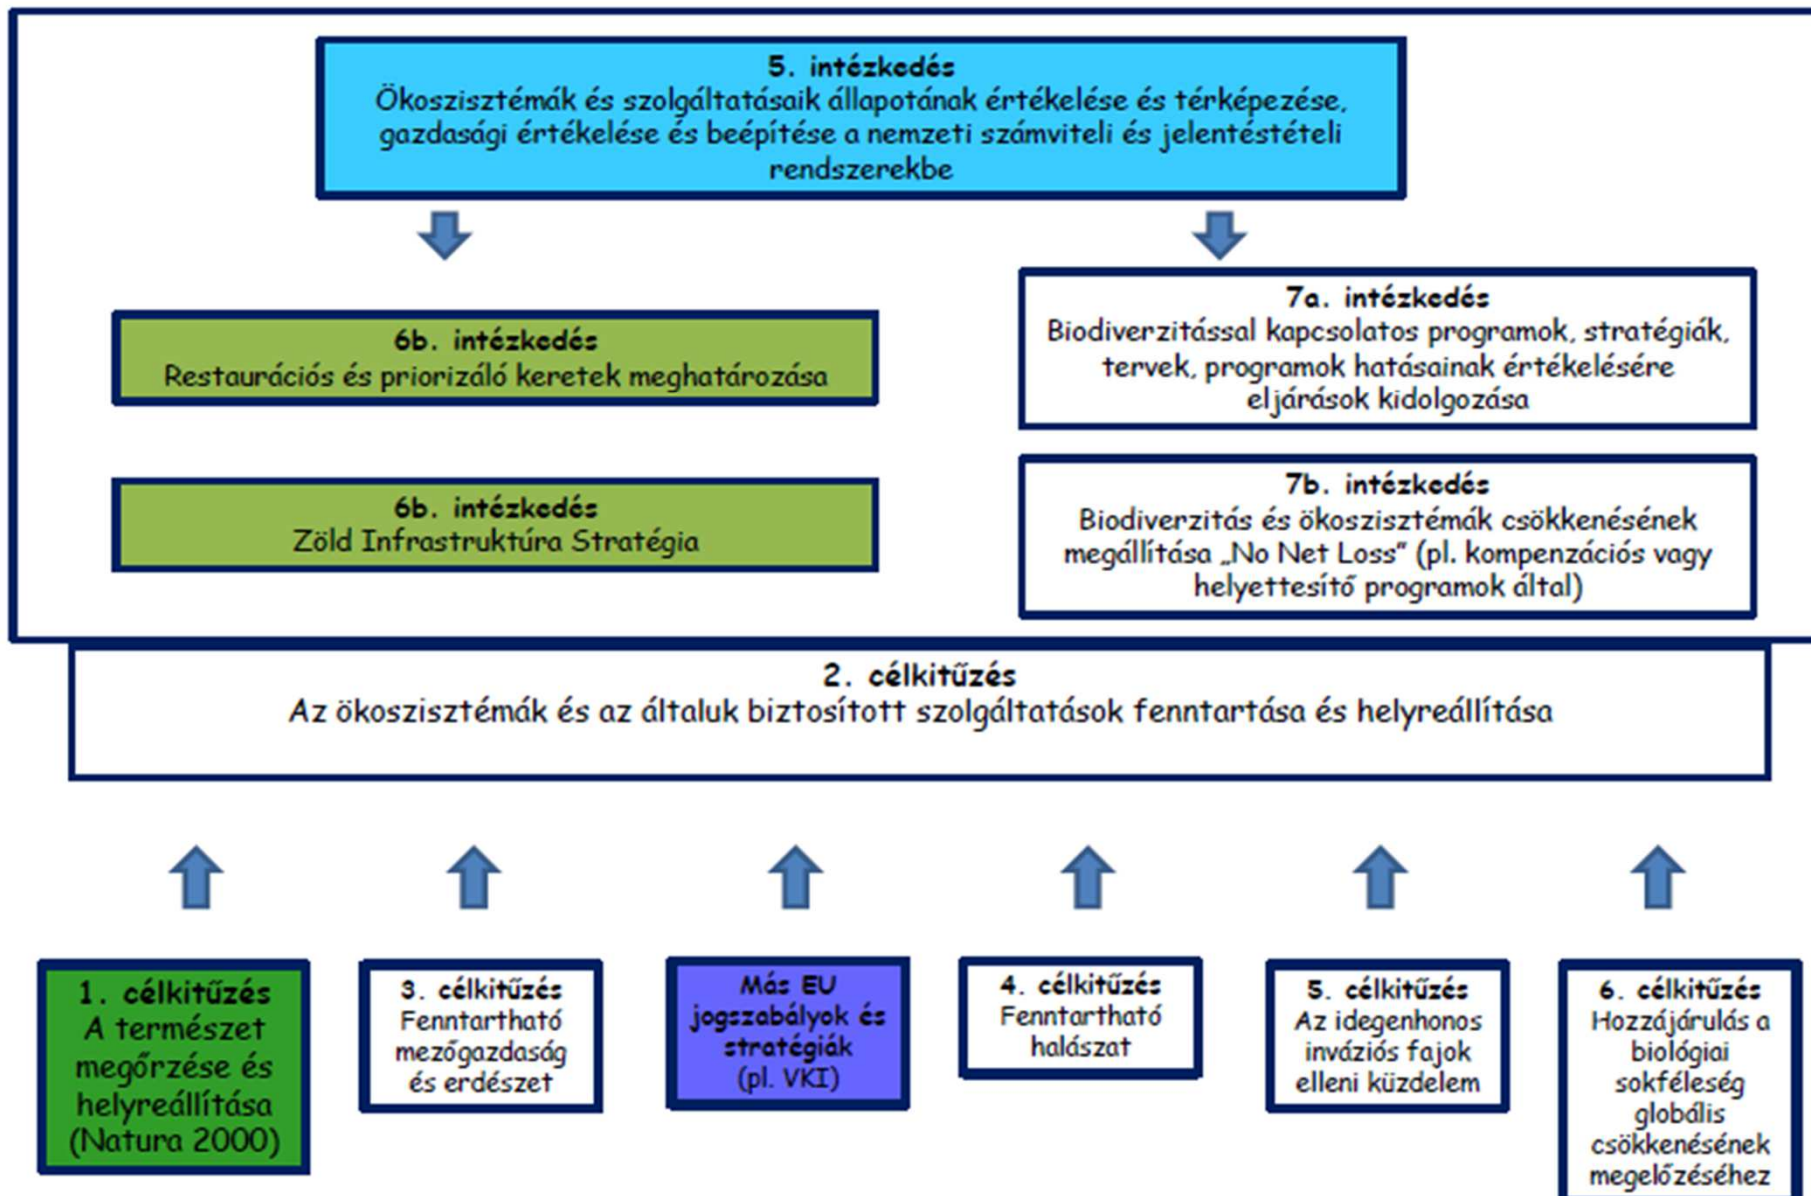 5. intézkedés
Ökoszisztémák és szolgáltatásaik állapotának értékelése és térképezése,
gazdasági értékelése és beépítése a nemzeti számviteli és jelentéstételi
rendszerekbe
6b. intézkedés
Restaurációs és priorizáló keretek meghatározása
6b. intézkedés
Zöld Infrastruktúra Stratégia
7a. intézkedés
Biodiverzitással kapcsolatos programok, stratégiák,
tervek, programok hatásainak értékelésére
eljárások kidolgozása
7b. intézkedés
Biodiverzitás és ökoszisztémák csökkenésének
megállítása „No Net Loss” (pl. kompenzációs vagy
helyettesítő programok által)
2. célkitűzés
Az ökoszisztémák és az általuk biztosított szolgáltatások fenntartása és helyreállítása
1. célkitűzés
A természet
megőrzése és
helyreállítása
(Natura 2000)
3. célkitűzés
Fenntartható
mezőgazdaság
és erdészet
Más EU
jogszabályok és
stratégiák
(pl. VKI)
4. célkitűzés
Fenntartható
halászat
5. célkitűzés
Az idegenhonos
inváziós fajok
elleni küzdelem
6. célkitűzés
Hozzájárulás a
biológiai
sokféleség
globális
csökkenésének
megelőzéséhez